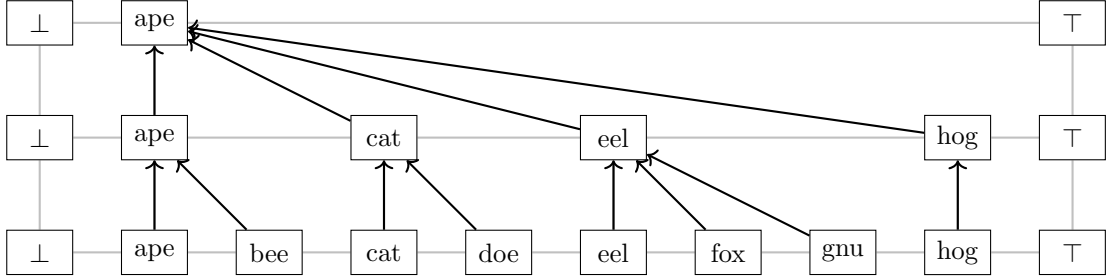 ⊥ ape ⊤
⊥ ape cat eel hog ⊤
⊥ ape bee cat doe eel fox gnu hog ⊤